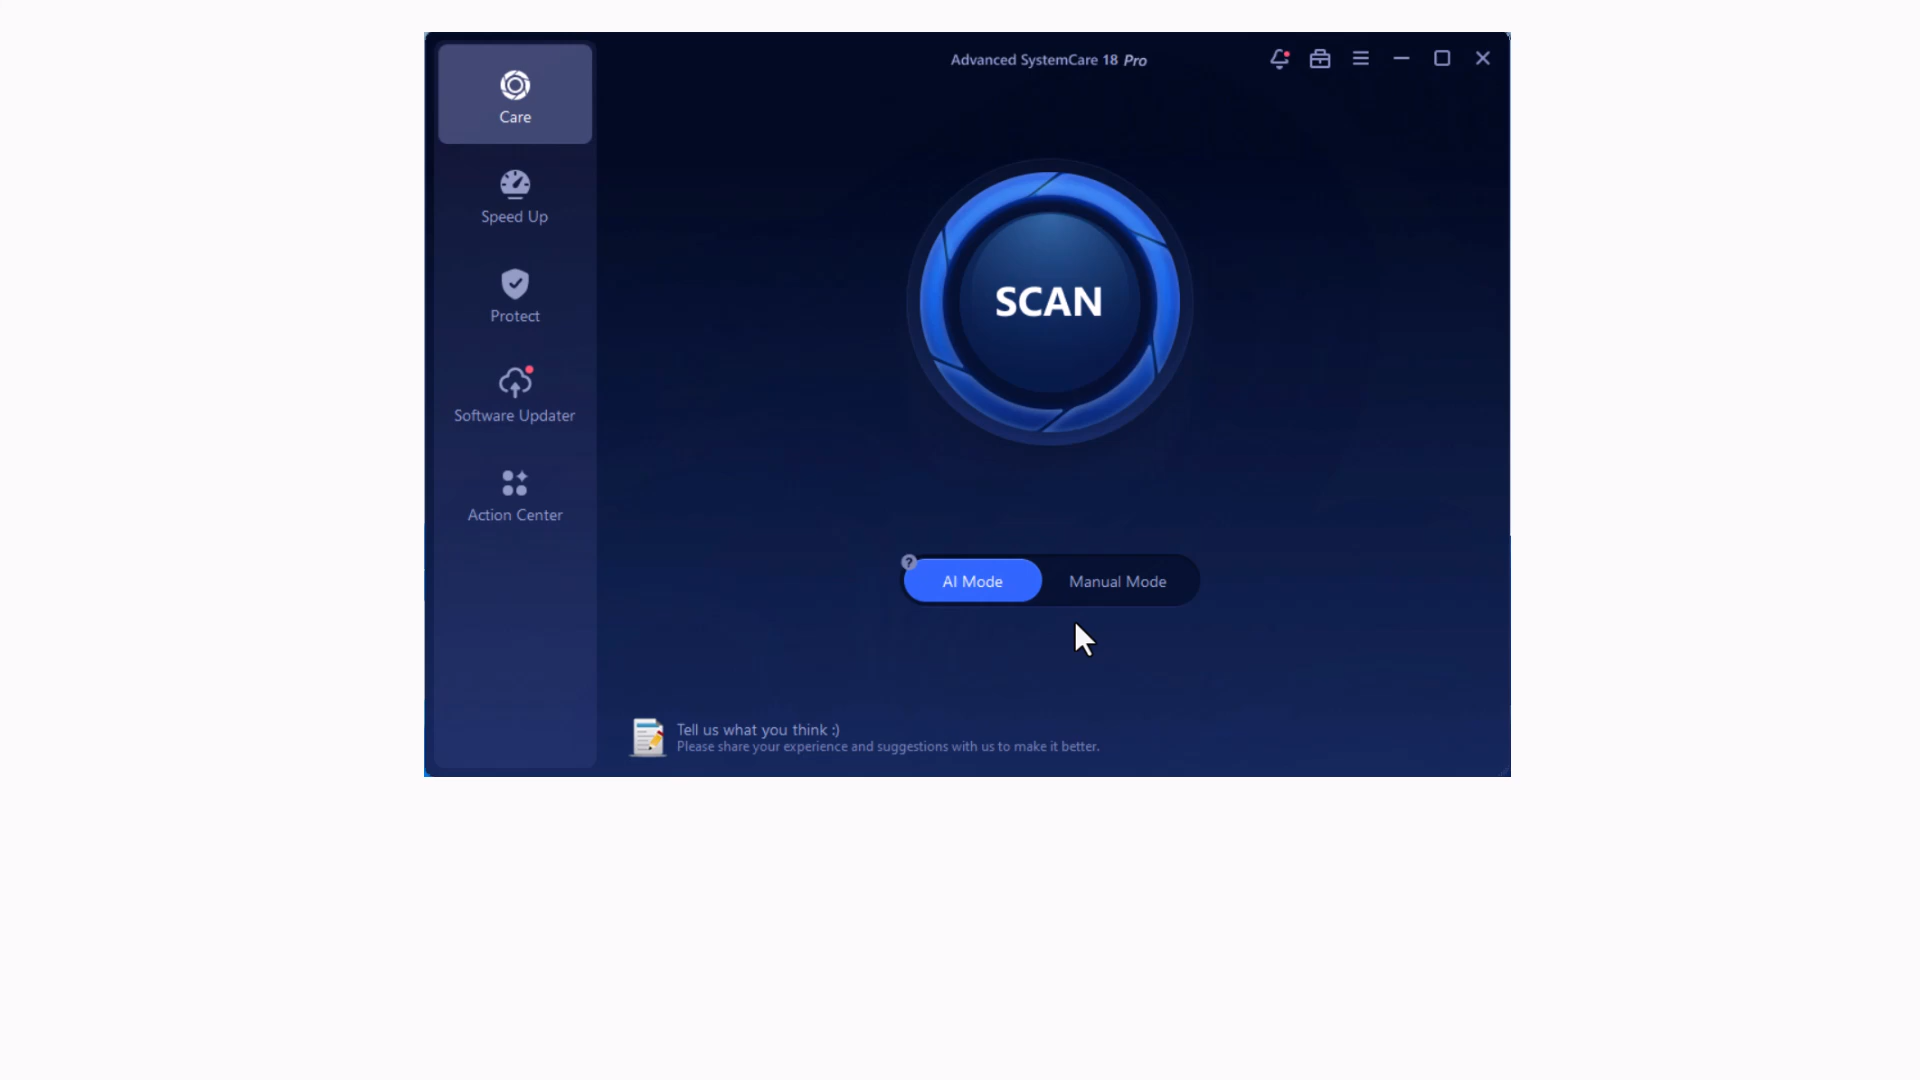 Advanced SystemCare 18 Pro
Care
Speed Up
Protect
Software Updater
Action Center
SCAN
?
AI Mode
Manual Mode
Tell us what you think :)
Please share your experience and suggestions with us to make it better.